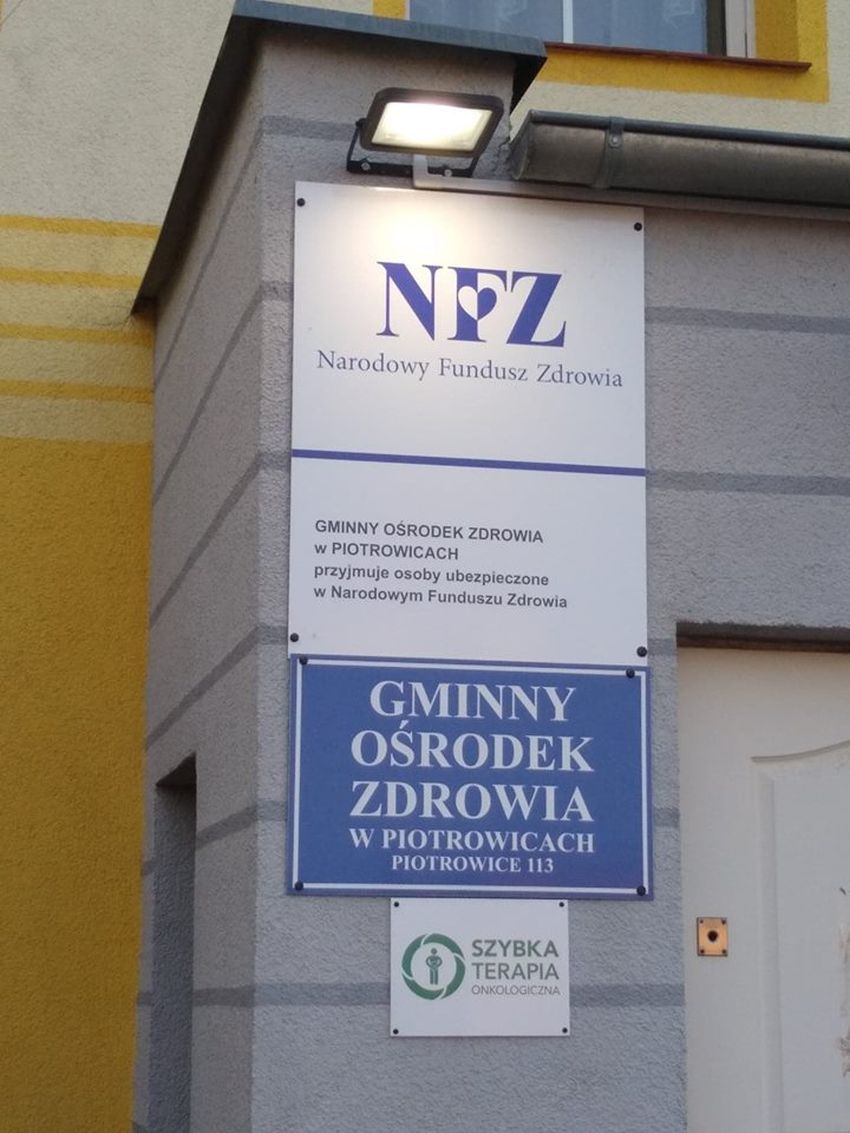 NFZ
Narodowy Fundusz Zdrowia
GMINNY OŚRODEK ZDROWIA
w PIOTROWICACH
przyjmuje osoby ubezpieczone
w Narodowym Funduszu Zdrowia
GMINNY
OŚRODEK
ZDROWIA
W PIOTROWICACH
PIOTROWICE 113
SZYBKA
TERAPIA
ONKOLOGICZNA